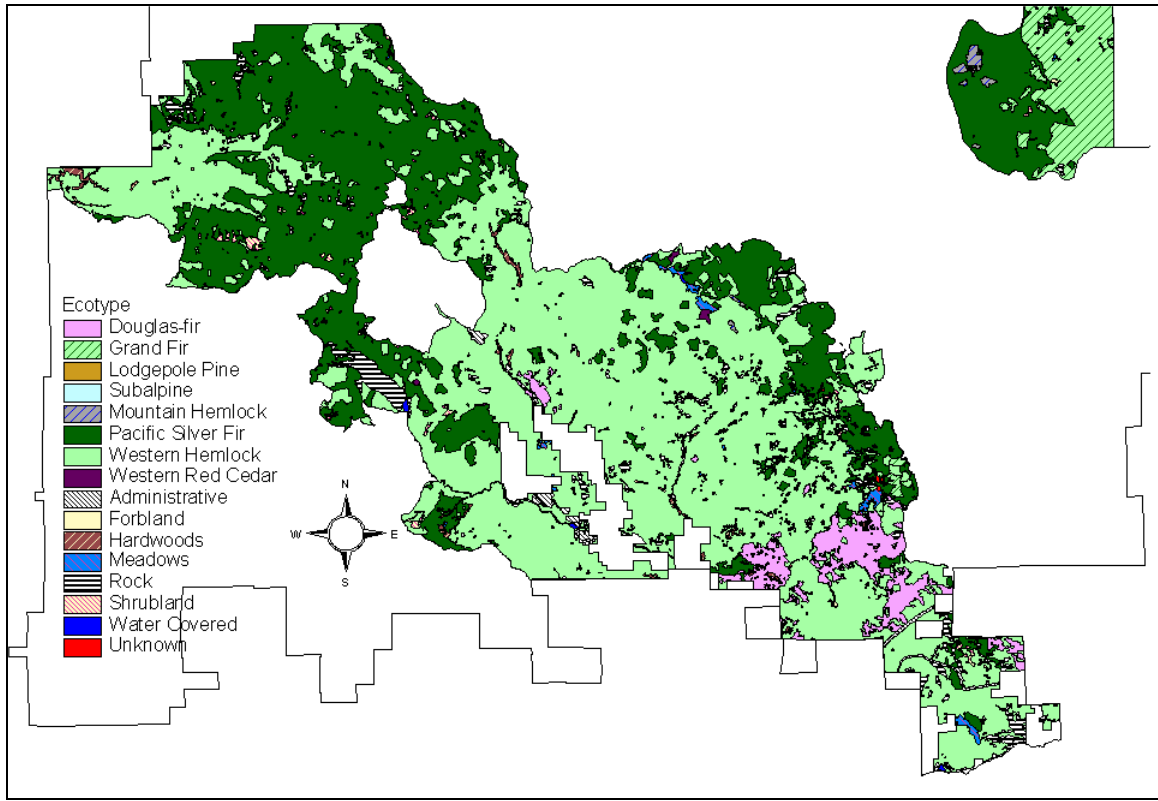 Ecotype
Douglas-fir
Grand Fir
Lodgepole Pine
Subalpine
Mountain Hemlock
Pacific Silver Fir
Western Hemlock
Western Red Cedar
Administrative
Forbland
Hardwoods
Meadows
Rock
Shrubland
Water Covered
Unknown
N
W E
S